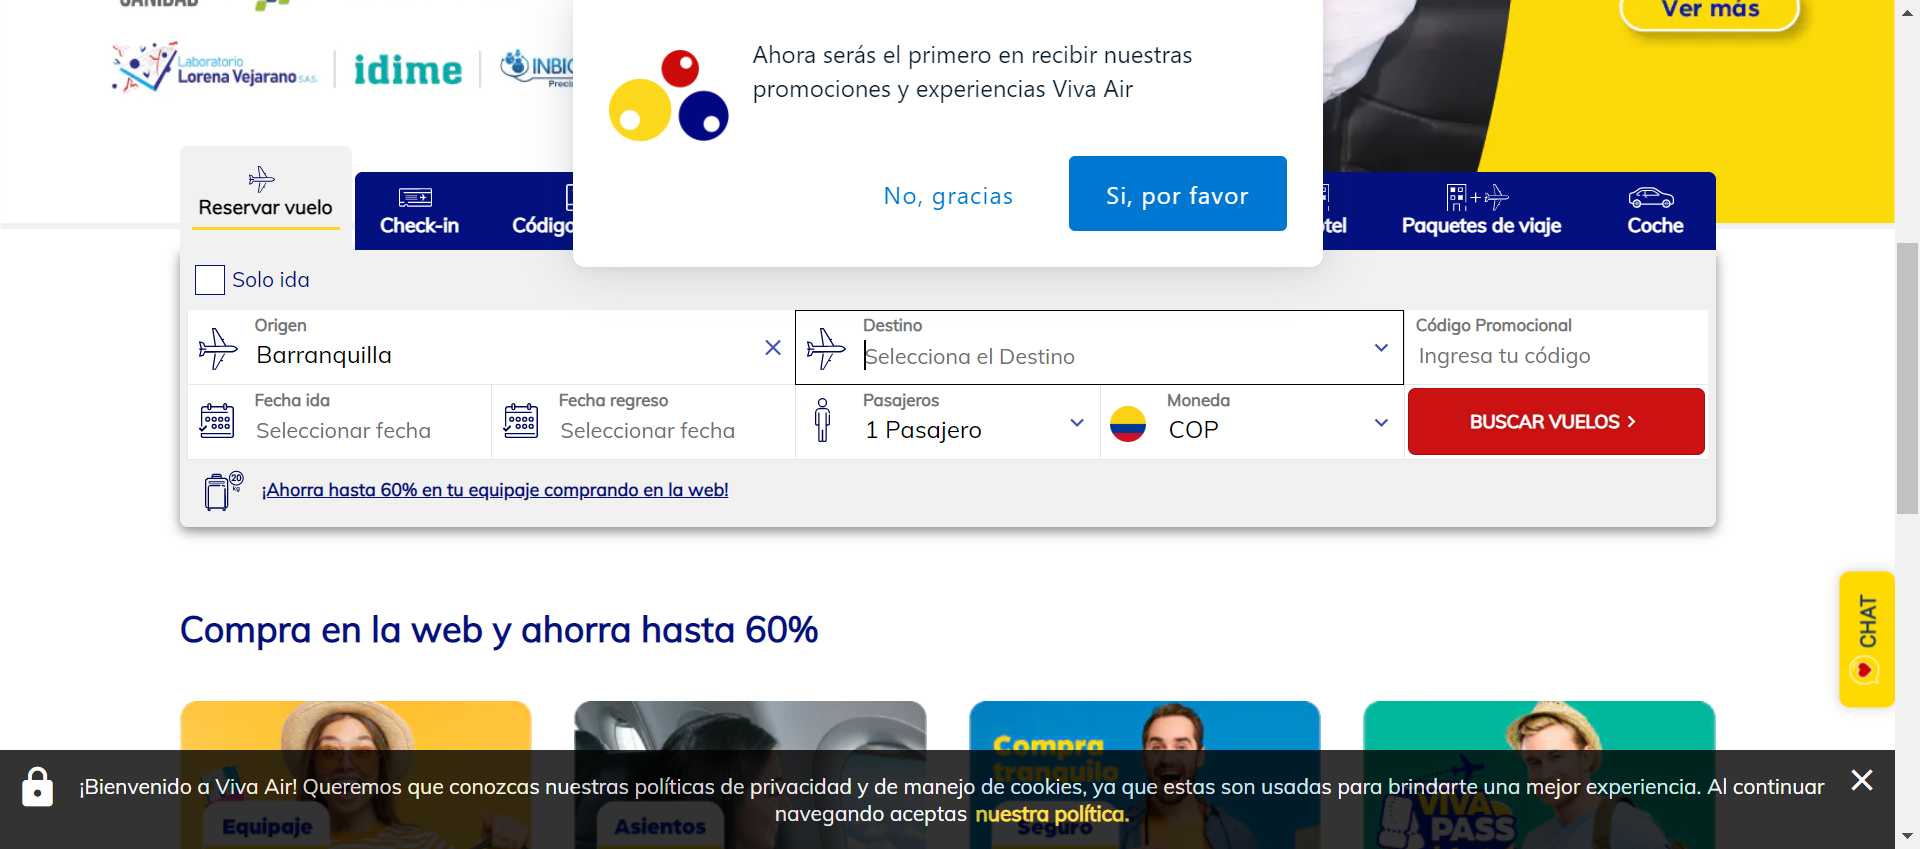 SANIDAD
Ver más
Laboratorio
Lorena Vejarano S.A.S
idime
Ahora serás el primero en recibir nuestras
promociones y experiencias Viva Air
No, gracias
Si, por favor
Reservar vuelo
Check-in
Paquetes de viaje
Coche
Solo ida
Origen
Barranquilla
Destino
Selecciona el Destino
Código Promocional
Ingresa tu código
Fecha ida
Seleccionar fecha
Fecha regreso
Seleccionar fecha
Pasajeros
1 Pasajero
Moneda
COP
BUSCAR VUELOS >
20
kg
¡Ahorra hasta 60% en tu equipaje comprando en la web!
Compra en la web y ahorra hasta 60%
CHAT
Compra
tranquilo
¡Bienvenido a Viva Air! Queremos que conozcas nuestras políticas de privacidad y de manejo de cookies, ya que estas son usadas para brindarte una mejor experiencia. Al continuar
navegando aceptas nuestra política.
Equipaje
Asientos
Seguro
VIVA
PASS